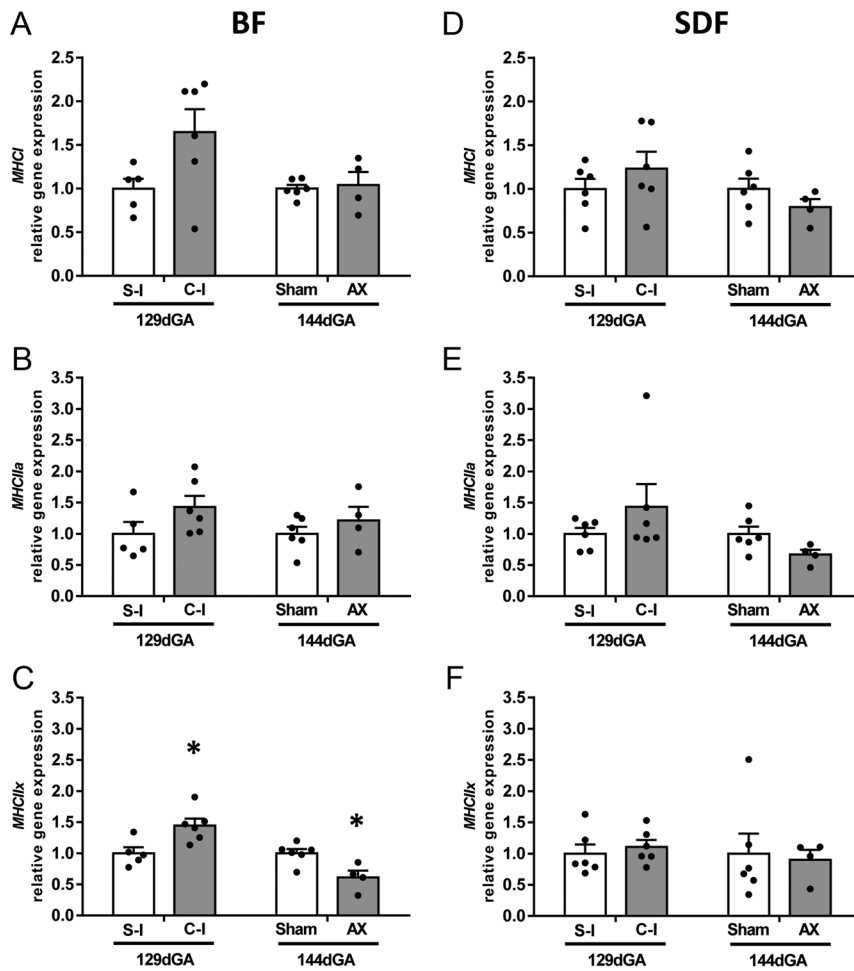 A BF
MHCI
relative gene expression
2.5
2.0
1.5
1.0
0.5
0.0
S-I C-I Sham AX
129dGA 144dGA
D SDF
MHCI
relative gene expression
2.5
2.0
1.5
1.0
0.5
0.0
S-I C-I Sham AX
129dGA 144dGA
B
MHCIIa
relative gene expression
3.5
3.0
2.5
2.0
1.5
1.0
0.5
0.0
S-I C-I Sham AX
129dGA 144dGA
E
MHCIIa
relative gene expression
3.5
3.0
2.5
2.0
1.5
1.0
0.5
0.0
S-I C-I Sham AX
129dGA 144dGA
C
MHCIIx
relative gene expression
3.5
3.0
2.5
2.0
1.5
1.0
0.5
0.0
*
*
S-I C-I Sham AX
129dGA 144dGA
F
MHCIIx
relative gene expression
3.5
3.0
2.5
2.0
1.5
1.0
0.5
0.0
S-I C-I Sham AX
129dGA 144dGA